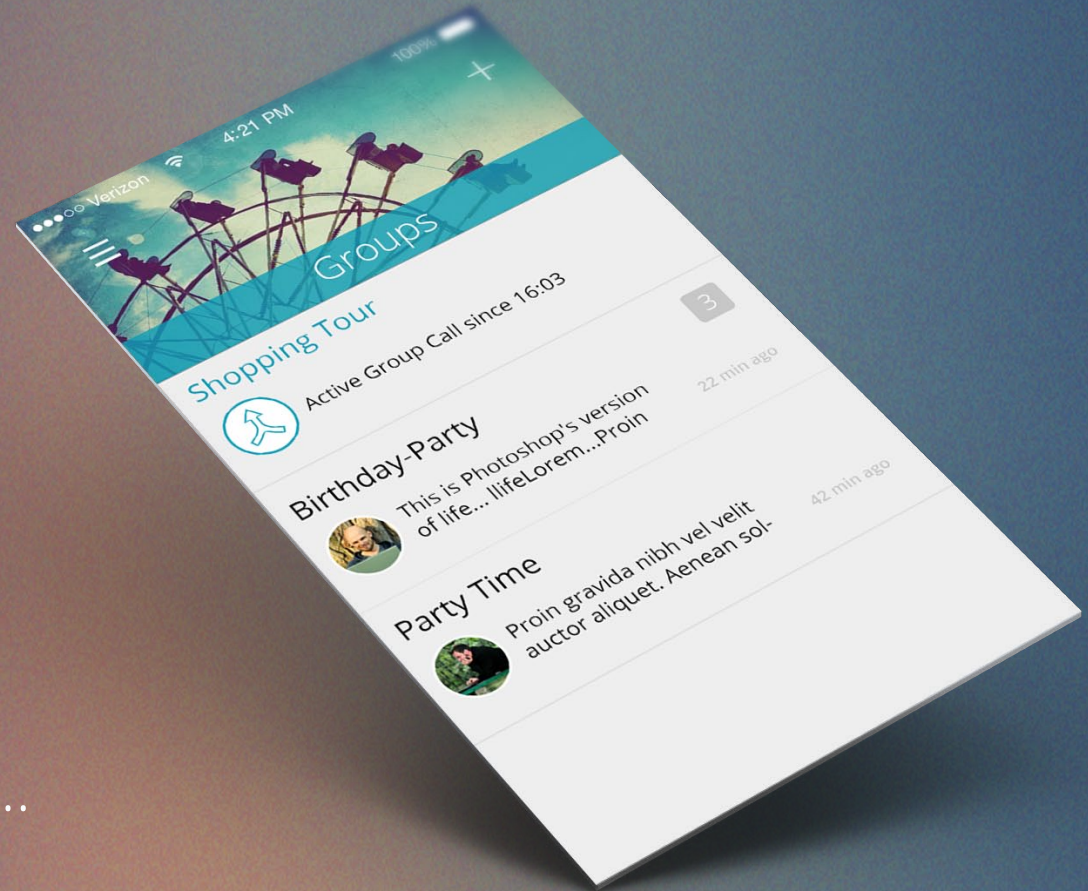 Verizon 4:21 PM 100%
Groups
Shopping Tour
Active Group Call since 16:03
3
Birthday-Party
This is Photoshop's version
of life... llifeLorem...Proin
22 min ago
Party Time
Proin gravida nibh vel velit
auctor aliquet. Aenean sol-
42 min ago
..